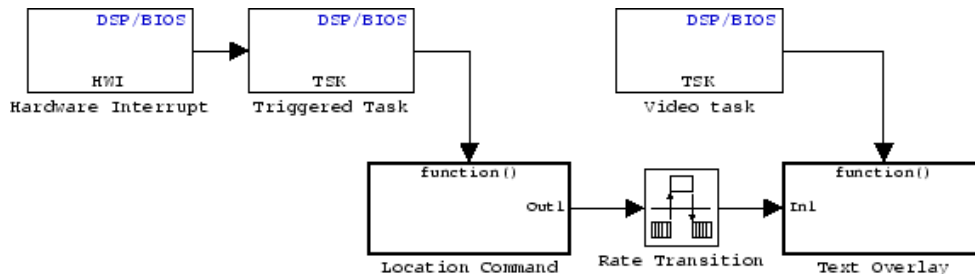 DSP/BIOS
DSP/BIOS
DSP/BIOS
HWI
TSK
TSK
Hardware Interrupt
Triggered Task
Video task
function()
function()
Out1
In1
Location Command
Rate Transition
Text Overlay